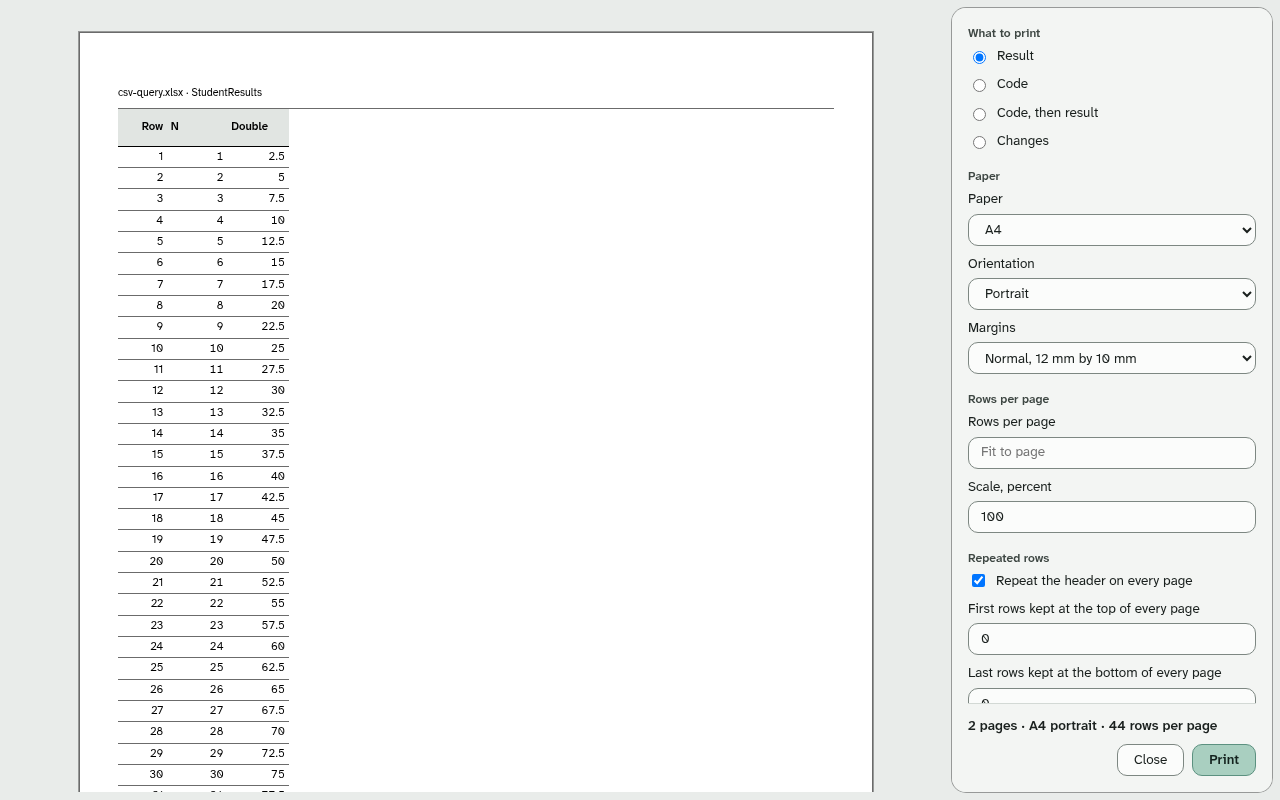 csv-query.xlsx · StudentResults
Row N Double
1 1 2.5
2 2 5
3 3 7.5
4 4 10
5 5 12.5
6 6 15
7 7 17.5
8 8 20
9 9 22.5
10 10 25
11 11 27.5
12 12 30
13 13 32.5
14 14 35
15 15 37.5
16 16 40
17 17 42.5
18 18 45
19 19 47.5
20 20 50
21 21 52.5
22 22 55
23 23 57.5
24 24 60
25 25 62.5
26 26 65
27 27 67.5
28 28 70
29 29 72.5
30 30 75
What to print
Result
Code
Code, then result
Changes
Paper
Paper
A4
Orientation
Portrait
Margins
Normal, 12 mm by 10 mm
Rows per page
Rows per page
Fit to page
Scale, percent
100
Repeated rows
Repeat the header on every page
First rows kept at the top of every page
0
Last rows kept at the bottom of every page
2 pages · A4 portrait · 44 rows per page
Close Print